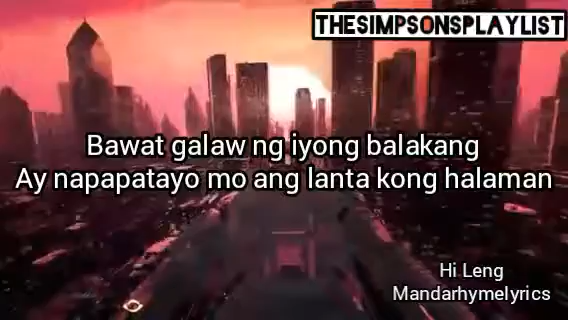 THESIMPSONSPLAYLIST
Bawat galaw ng iyong balakang
Ay napapatayo mo ang lanta kong halaman
Hi Leng
Mandarhymelyrics